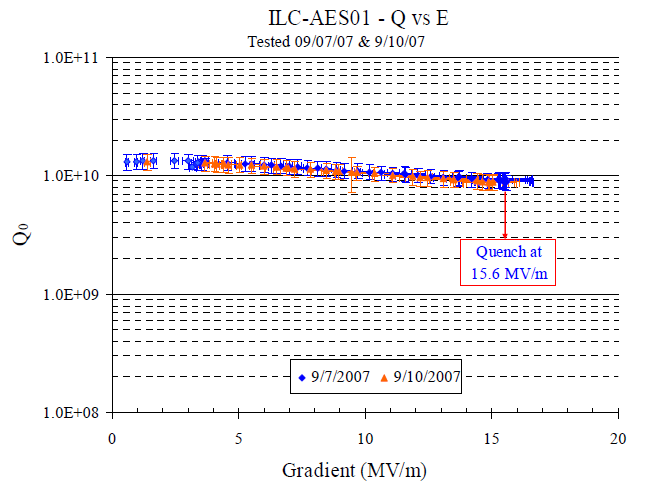 ILC-AES01 - Q vs E
Tested 09/07/07 & 9/10/07
1.0E+11
1.0E+10
1.0E+09
1.0E+08
Q0
Quench at
15.6 MV/m
9/7/2007 9/10/2007
0 5 10 15 20
Gradient (MV/m)